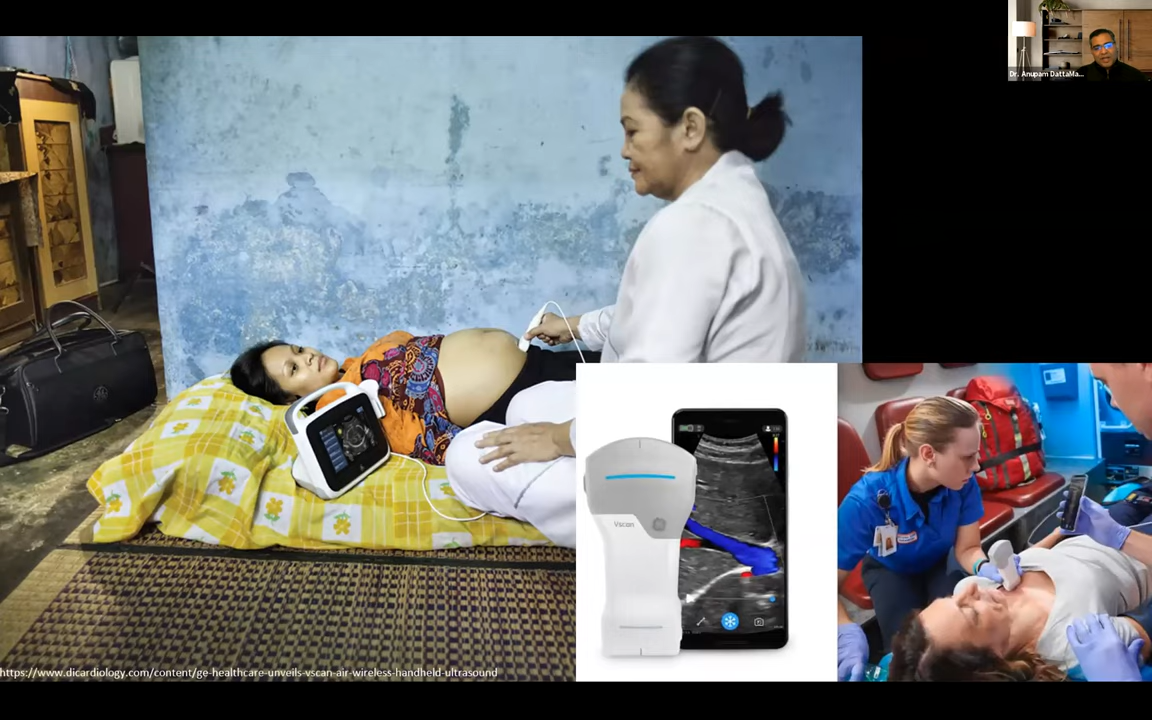 Dr. Anupam DattaMa...
Vscan
https://www.dicardiology.com/content/ge-healthcare-unveils-vscan-air-wireless-handheld-ultrasound